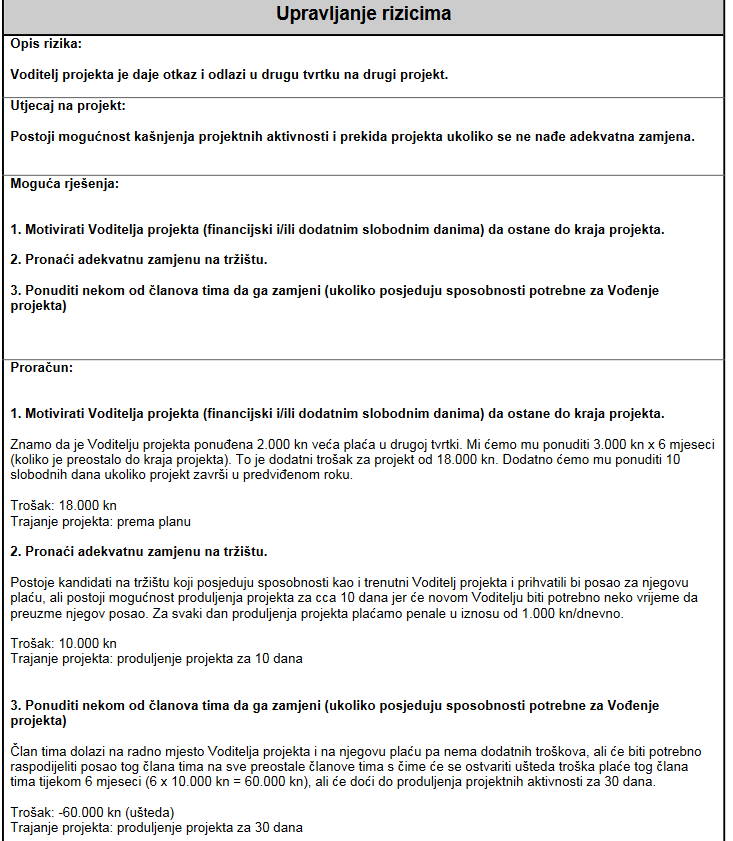 Upravljanje rizicima
Opis rizika:
Voditelj projekta je daje otkaz i odlazi u drugu tvrtku na drugi projekt.
Utjecaj na projekt:
Postoji mogućnost kašnjenja projektnih aktivnosti i prekida projekta ukoliko se ne nađe adekvatna zamjena.
Moguća rješenja:
1. Motivirati Voditelja projekta (financijski i/ili dodatnim slobodnim danima) da ostane do kraja projekta.
2. Pronaći adekvatnu zamjenu na tržištu.
3. Ponuditi nekom od članova tima da ga zamjeni (ukoliko posjeduju sposobnosti potrebne za Vođenje
projekta)
Proračun:
1. Motivirati Voditelja projekta (financijski i/ili dodatnim slobodnim danima) da ostane do kraja projekta.
Znamo da je Voditelju projekta ponuđena 2.000 kn veća plaća u drugoj tvrtki. Mi ćemo mu ponuditi 3.000 kn x 6 mjeseci
(koliko je preostalo do kraja projekta). To je dodatni trošak za projekt od 18.000 kn. Dodatno ćemo mu ponuditi 10
slobodnih dana ukoliko projekt završi u predviđenom roku.
Trošak: 18.000 kn
Trajanje projekta: prema planu
2. Pronaći adekvatnu zamjenu na tržištu.
Postoje kandidati na tržištu koji posjeduju sposobnosti kao i trenutni Voditelj projekta i prihvatili bi posao za njegovu
plaću, ali postoji mogućnost produljenja projekta za cca 10 dana jer će novom Voditelju biti potrebno neko vrijeme da
preuzme njegov posao. Za svaki dan produljenja projekta plaćamo penale u iznosu od 1.000 kn/dnevno.
Trošak: 10.000 kn
Trajanje projekta: produljenje projekta za 10 dana
3. Ponuditi nekom od članova tima da ga zamjeni (ukoliko posjeduju sposobnosti potrebne za Vođenje
projekta)
Član tima dolazi na radno mjesto Voditelja projekta i na njegovu plaću pa nema dodatnih troškova, ali će biti potrebno
raspodijeliti posao tog člana tima na sve preostale članove tima s čime će se ostvariti ušteda troška plaće tog člana
tima tijekom 6 mjeseci (6 x 10.000 kn = 60.000 kn), ali će doći do produljenja projektnih aktivnosti za 30 dana.
Trošak: -60.000 kn (ušteda)
Trajanje projekta: produljenje projekta za 30 dana